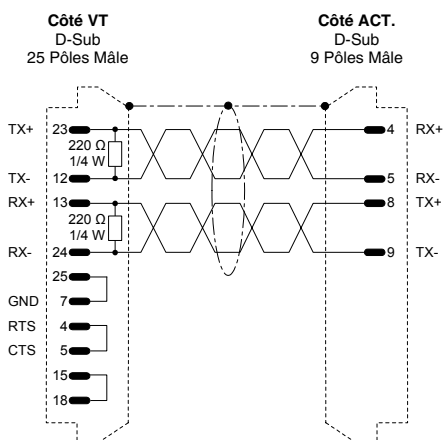 Côté VT
D-Sub
25 Pôles Mâle
Côté ACT.
D-Sub
9 Pôles Mâle
TX+ 23
220 Ω
1/4 W
TX- 12
RX+ 13
220 Ω
1/4 W
RX- 24
25
GND 7
RTS 4
CTS 5
15
18
4 RX+
5 RX-
8 TX+
9 TX-